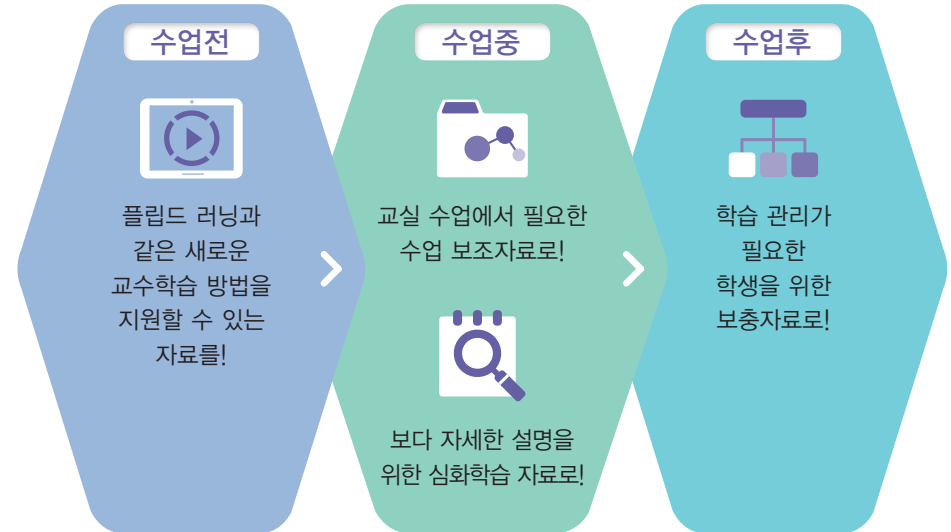 수업전
플립드 러닝과
같은 새로운
교수학습 방법을
지원할 수 있는
자료를!
수업중
교실 수업에서 필요한
수업 보조자료로!
보다 자세한 설명을
위한 심화학습 자료로!
수업후
학습 관리가
필요한
학생을 위한
보충자료로!